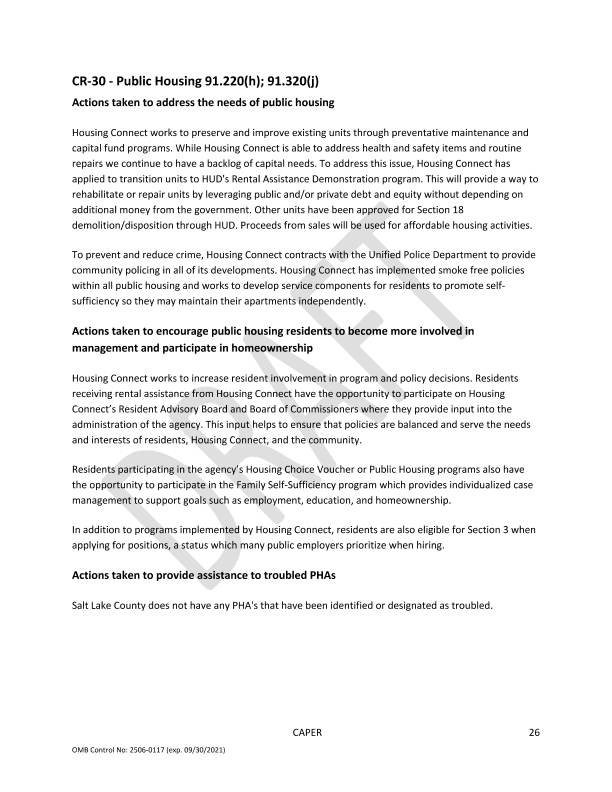 CR-30 - Public Housing 91.220(h); 91.320(j)
Actions taken to address the needs of public housing
Housing Connect works to preserve and improve existing units through preventative maintenance and
capital fund programs. While Housing Connect is able to address health and safety items and routine
repairs we continue to have a backlog of capital needs. To address this issue, Housing Connect has
applied to transition units to HUD's Rental Assistance Demonstration program. This will provide a way to
rehabilitate or repair units by leveraging public and/or private debt and equity without depending on
additional money from the government. Other units have been approved for Section 18
demolition/disposition through HUD. Proceeds from sales will be used for affordable housing activities.
To prevent and reduce crime, Housing Connect contracts with the Unified Police Department to provide
community policing in all of its developments. Housing Connect has implemented smoke free policies
within all public housing and works to develop service components for residents to promote self-
sufficiency so they may maintain their apartments independently.
Actions taken to encourage public housing residents to become more involved in
management and participate in homeownership
Housing Connect works to increase resident involvement in program and policy decisions. Residents
receiving rental assistance from Housing Connect have the opportunity to participate on Housing
Connect’s Resident Advisory Board and Board of Commissioners where they provide input into the
administration of the agency. This input helps to ensure that policies are balanced and serve the needs
and interests of residents, Housing Connect, and the community.
Residents participating in the agency’s Housing Choice Voucher or Public Housing programs also have
the opportunity to participate in the Family Self-Sufficiency program which provides individualized case
management to support goals such as employment, education, and homeownership.
In addition to programs implemented by Housing Connect, residents are also eligible for Section 3 when
applying for positions, a status which many public employers prioritize when hiring.
Actions taken to provide assistance to troubled PHAs
Salt Lake County does not have any PHA's that have been identified or designated as troubled.
DRAFT
CAPER 26
OMB Control No: 2506-0117 (exp. 09/30/2021)